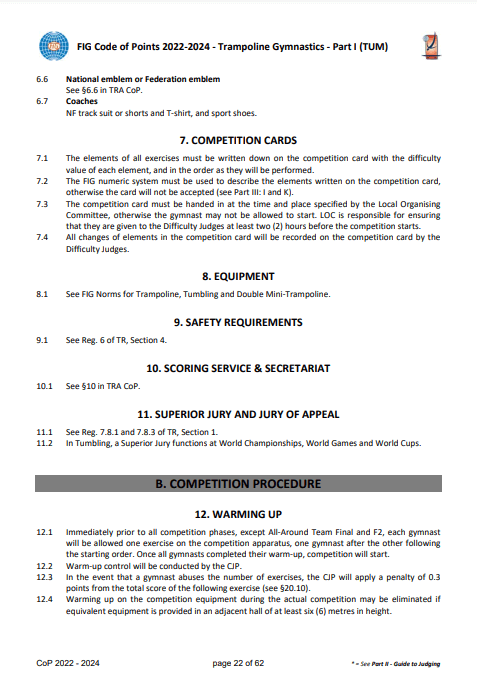 FIG Code of Points 2022-2024 - Trampoline Gymnastics - Part I (TUM)
6.6 National emblem or Federation emblem
See §6.6 in TRA CoP.
6.7 Coaches
NF track suit or shorts and T-shirt, and sport shoes.
7. COMPETITION CARDS
7.1 The elements of all exercises must be written down on the competition card with the difficulty
value of each element, and in the order as they will be performed.
7.2 The FIG numeric system must be used to describe the elements written on the competition card,
otherwise the card will not be accepted (see Part III: I and K).
7.3 The competition card must be handed in at the time and place specified by the Local Organising
Committee, otherwise the gymnast may not be allowed to start. LOC is responsible for ensuring
that they are given to the Difficulty Judges at least two (2) hours before the competition starts.
7.4 All changes of elements in the competition card will be recorded on the competition card by the
Difficulty Judges.
8. EQUIPMENT
8.1 See FIG Norms for Trampoline, Tumbling and Double Mini-Trampoline.
9. SAFETY REQUIREMENTS
9.1 See Reg. 6 of TR, Section 4.
10. SCORING SERVICE & SECRETARIAT
10.1 See §10 in TRA CoP.
11. SUPERIOR JURY AND JURY OF APPEAL
11.1 See Reg. 7.8.1 and 7.8.3 of TR, Section 1.
11.2 In Tumbling, a Superior Jury functions at World Championships, World Games and World Cups.
B. COMPETITION PROCEDURE
12. WARMING UP
12.1 Immediately prior to all competition phases, except All-Around Team Final and F2, each gymnast
will be allowed one exercise on the competition apparatus, one gymnast after the other following
the starting order. Once all gymnasts completed their warm-up, competition will start.
12.2 Warm-up control will be conducted by the CJP.
12.3 In the event that a gymnast abuses the number of exercises, the CJP will apply a penalty of 0.3
points from the total score of the following exercise (see §20.10).
12.4 Warming up on the competition equipment during the actual competition may be eliminated if
equivalent equipment is provided in an adjacent hall of at least six (6) metres in height.
CoP 2022 - 2024 page 22 of 62 * = See Part II - Guide to Judging